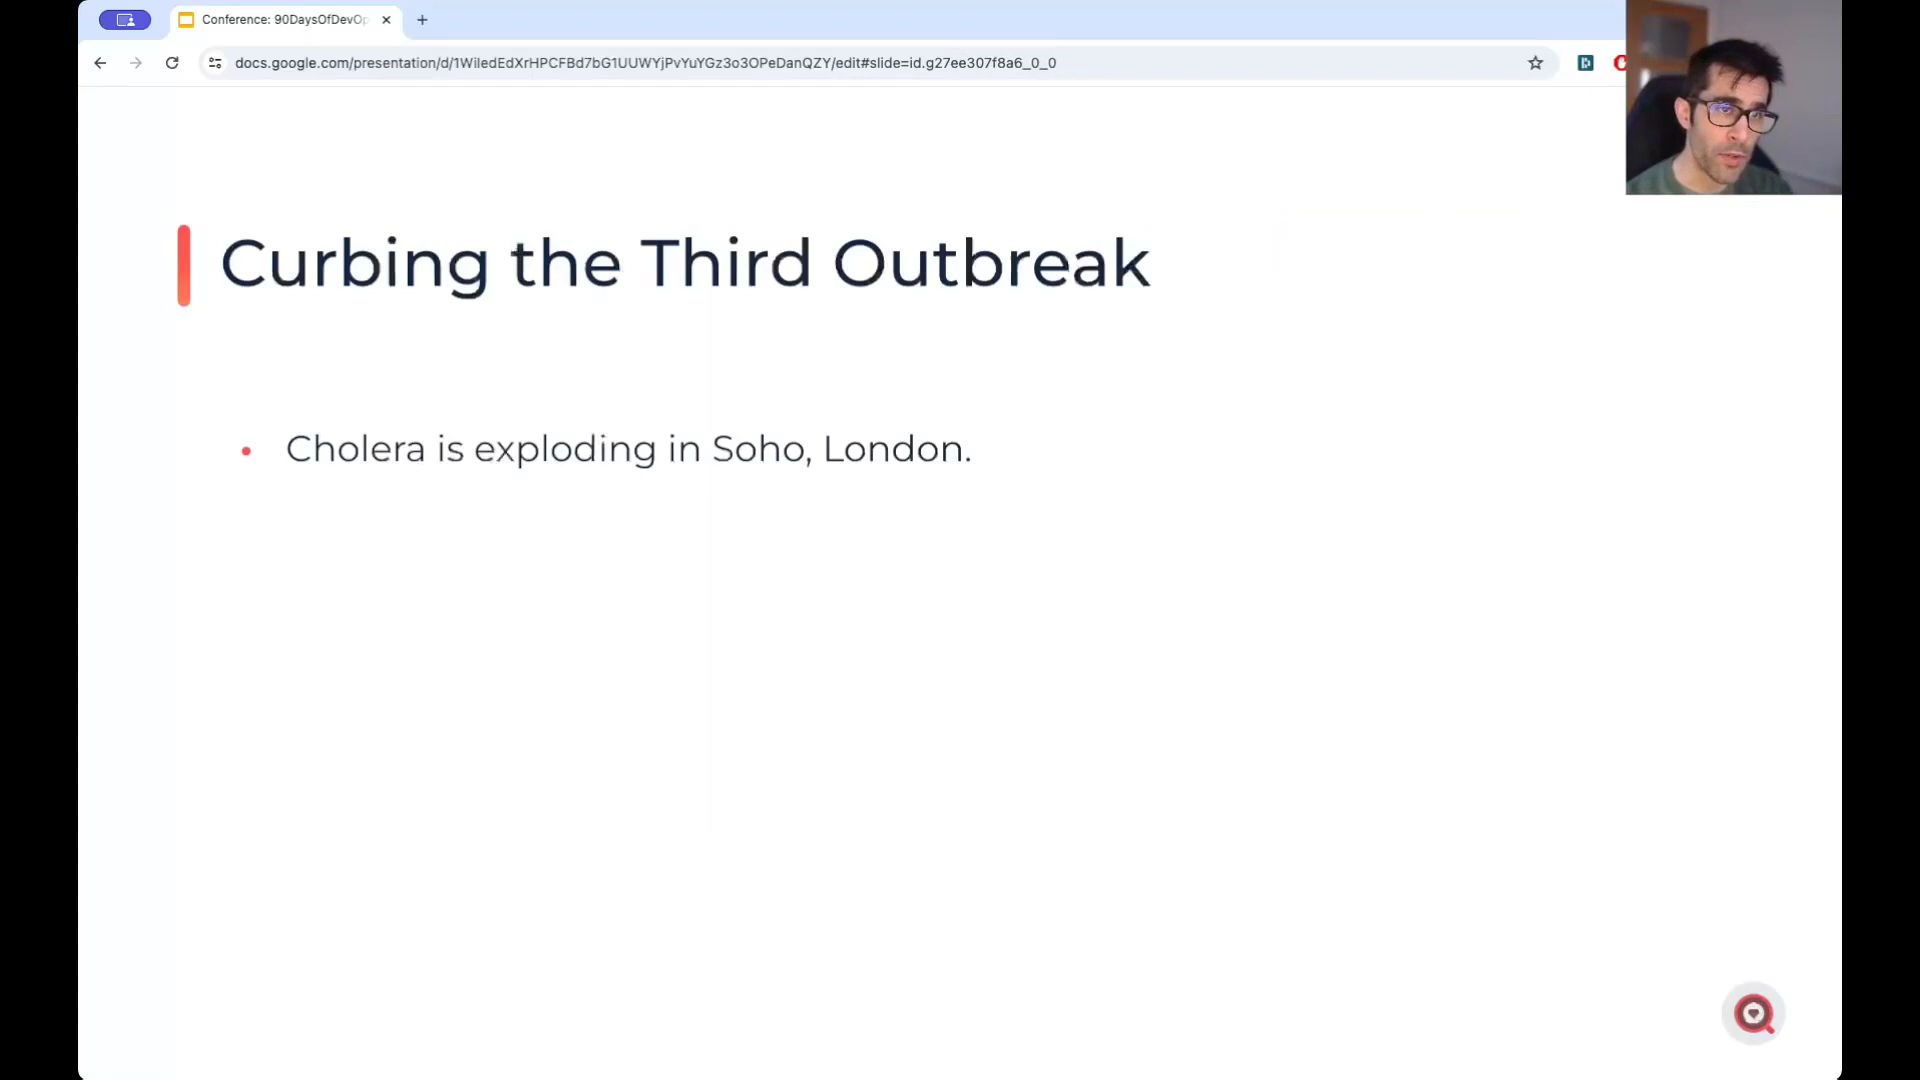 Conference: 90DaysOfDevOp
docs.google.com/presentation/d/1WiledEdXrHPCFBd7bG1UUWYjPvYuYGz3o3OPeDanQZY/edit#slide=id.g27ee307f8a6_0_0
Curbing the Third Outbreak
• Cholera is exploding in Soho, London.